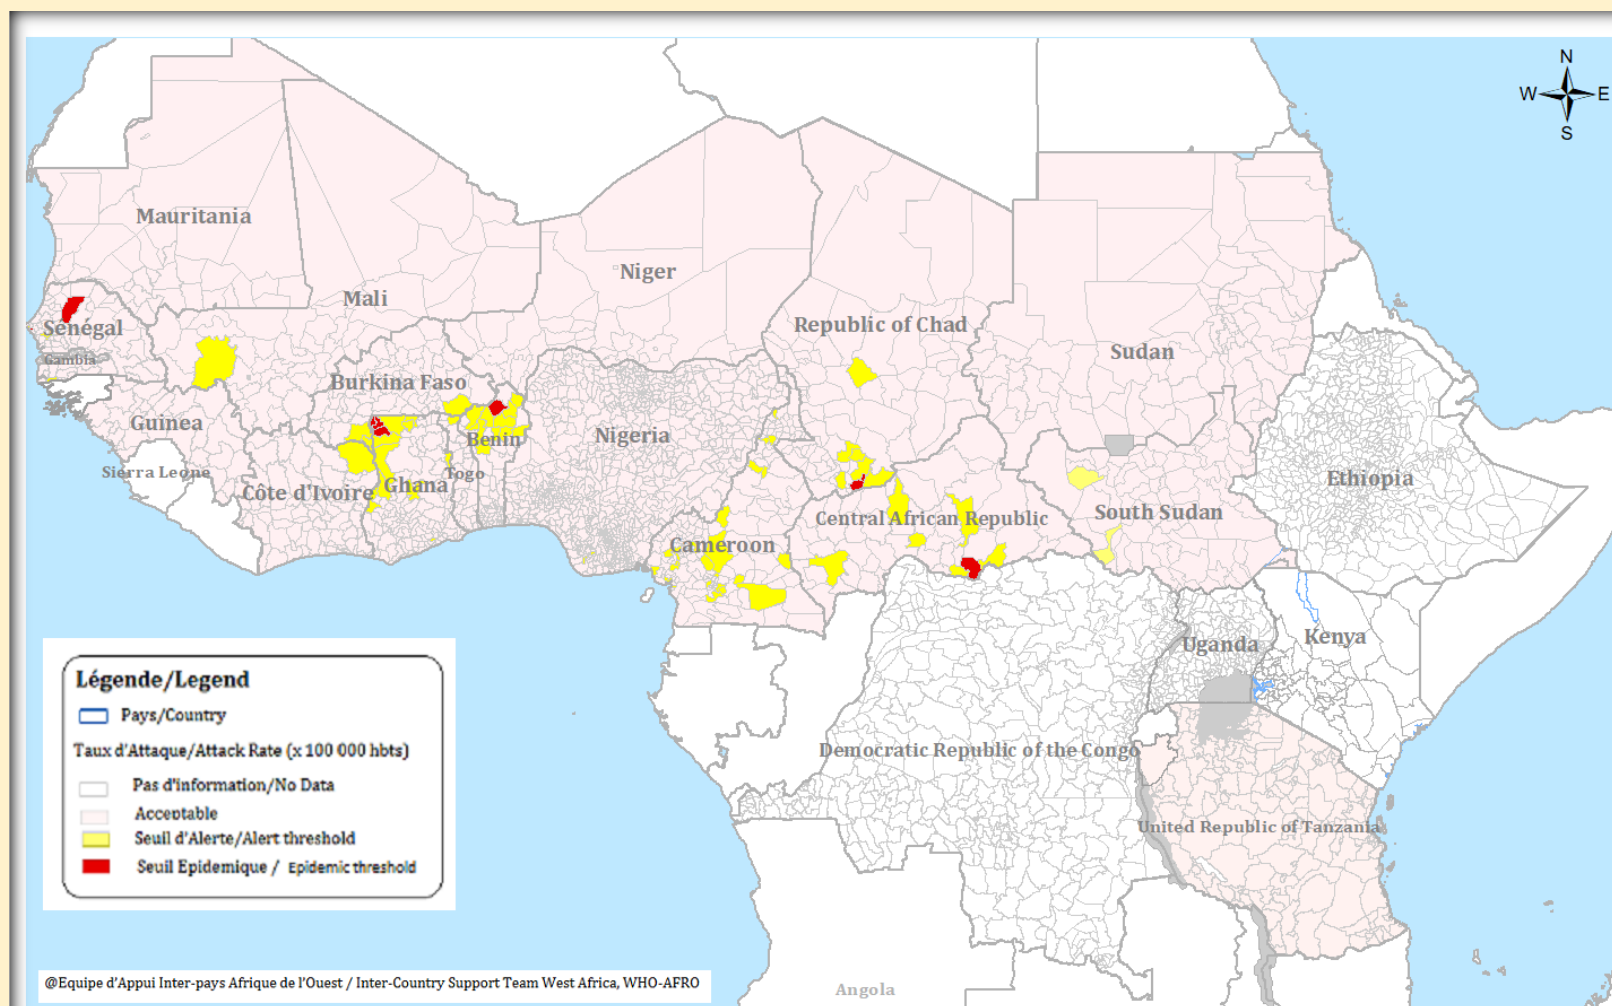 N
W E
S
Mauritania
Niger
Mali
Republic of Chad
Sénégal
Sudan
Gambia
Burkina Faso
Guinea
Nigeria
Benin
Sierra Leone
Togo
Ethiopia
Côte d'Ivoire
Ghana
South Sudan
Central African Republic
Cameroon
Uganda
Kenya
Democratic Republic of the Congo
United Republic of Tanzania
Angola
Légende/Legend
Pays/Country
Taux d'Attaque/Attack Rate (x 100 000 hbts)
Pas d'information/No Data
Acceptable
Seuil d'Alerte/Alert threshold
Seuil Epidemique / Epidemic threshold
@Equipe d'Appui Inter-pays Afrique de l'Ouest / Inter-Country Support Team West Africa, WHO-AFRO